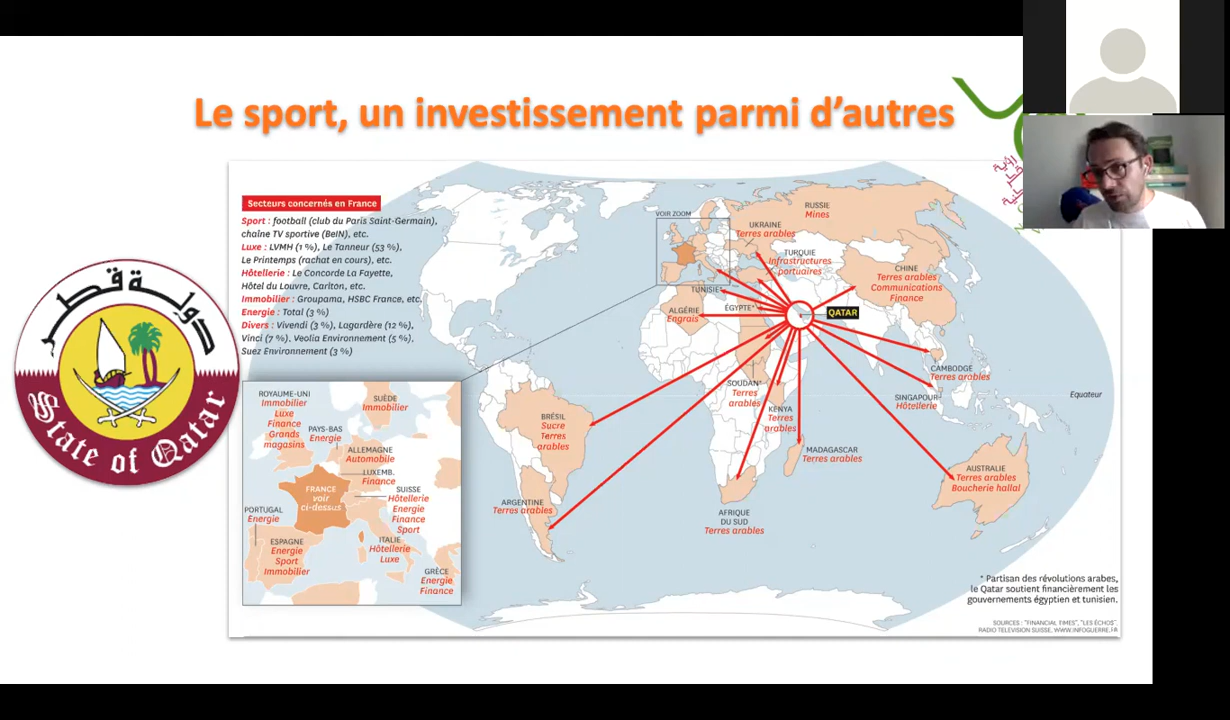 Le sport, un investissement parmi d'autres
Secteurs concernés en France
Sport : football (club du Paris Saint-Germain),
chaîne TV sportive (BeIN), etc.
Luxe : LVMH (1 %), Le Tanneur (53 %),
Le Printemps (rachat en cours), etc.
Hôtellerie : Le Concorde La Fayette,
Hôtel du Louvre, Carlton, etc.
Immobilier : Groupama, HSBC France, etc.
Energie : Total (3 %)
Divers : Vivendi (3 %), Lagardère (12 %),
Vinci (7 %), Veolia Environnement (5 %),
Suez Environnement (3 %)
VOIR ZOOM
RUSSIE
Mines
UKRAINE
Terres arables
TURQUIE
Infrastructures
portuaires
CHINE
Terres arables
Communications
Finance
TUNISIE*
ÉGYPTE*
ALGÉRIE
Engrais
QATAR
CAMBODGE
Terres arables
SINGAPOUR
Hôtellerie
SOUDAN*
Terres
arables
KENYA
Terres
arables
Equateur
BRÉSIL
Sucre
Terres
arables
MADAGASCAR
Terres arables
AUSTRALIE
Terres arables
Boucherie hallal
ARGENTINE
Terres arables
AFRIQUE
DU SUD
Terres arables
دولة قطر
State of Qatar
ROYAUME-UNI
Immobilier
Luxe
Finance
Grands
magasins
SUÈDE
Immobilier
PAYS-BAS
Energie
ALLEMAGNE
Automobile
LUXEMB.
Finance
FRANCE
voir
ci-dessus
SUISSE
Hôtellerie
Energie
Finance
Sport
PORTUGAL
Energie
ESPAGNE
Energie
Sport
Immobilier
ITALIE
Hôtellerie
Luxe
GRÈCE
Energie
Finance
* Partisan des révolutions arabes,
le Qatar soutient financièrement les
gouvernements égyptien et tunisien.
SOURCES : "FINANCIAL TIMES", "LES ÉCHOS",
RADIO TELEVISION SUISSE, WWW.INFOGUERRE.FR